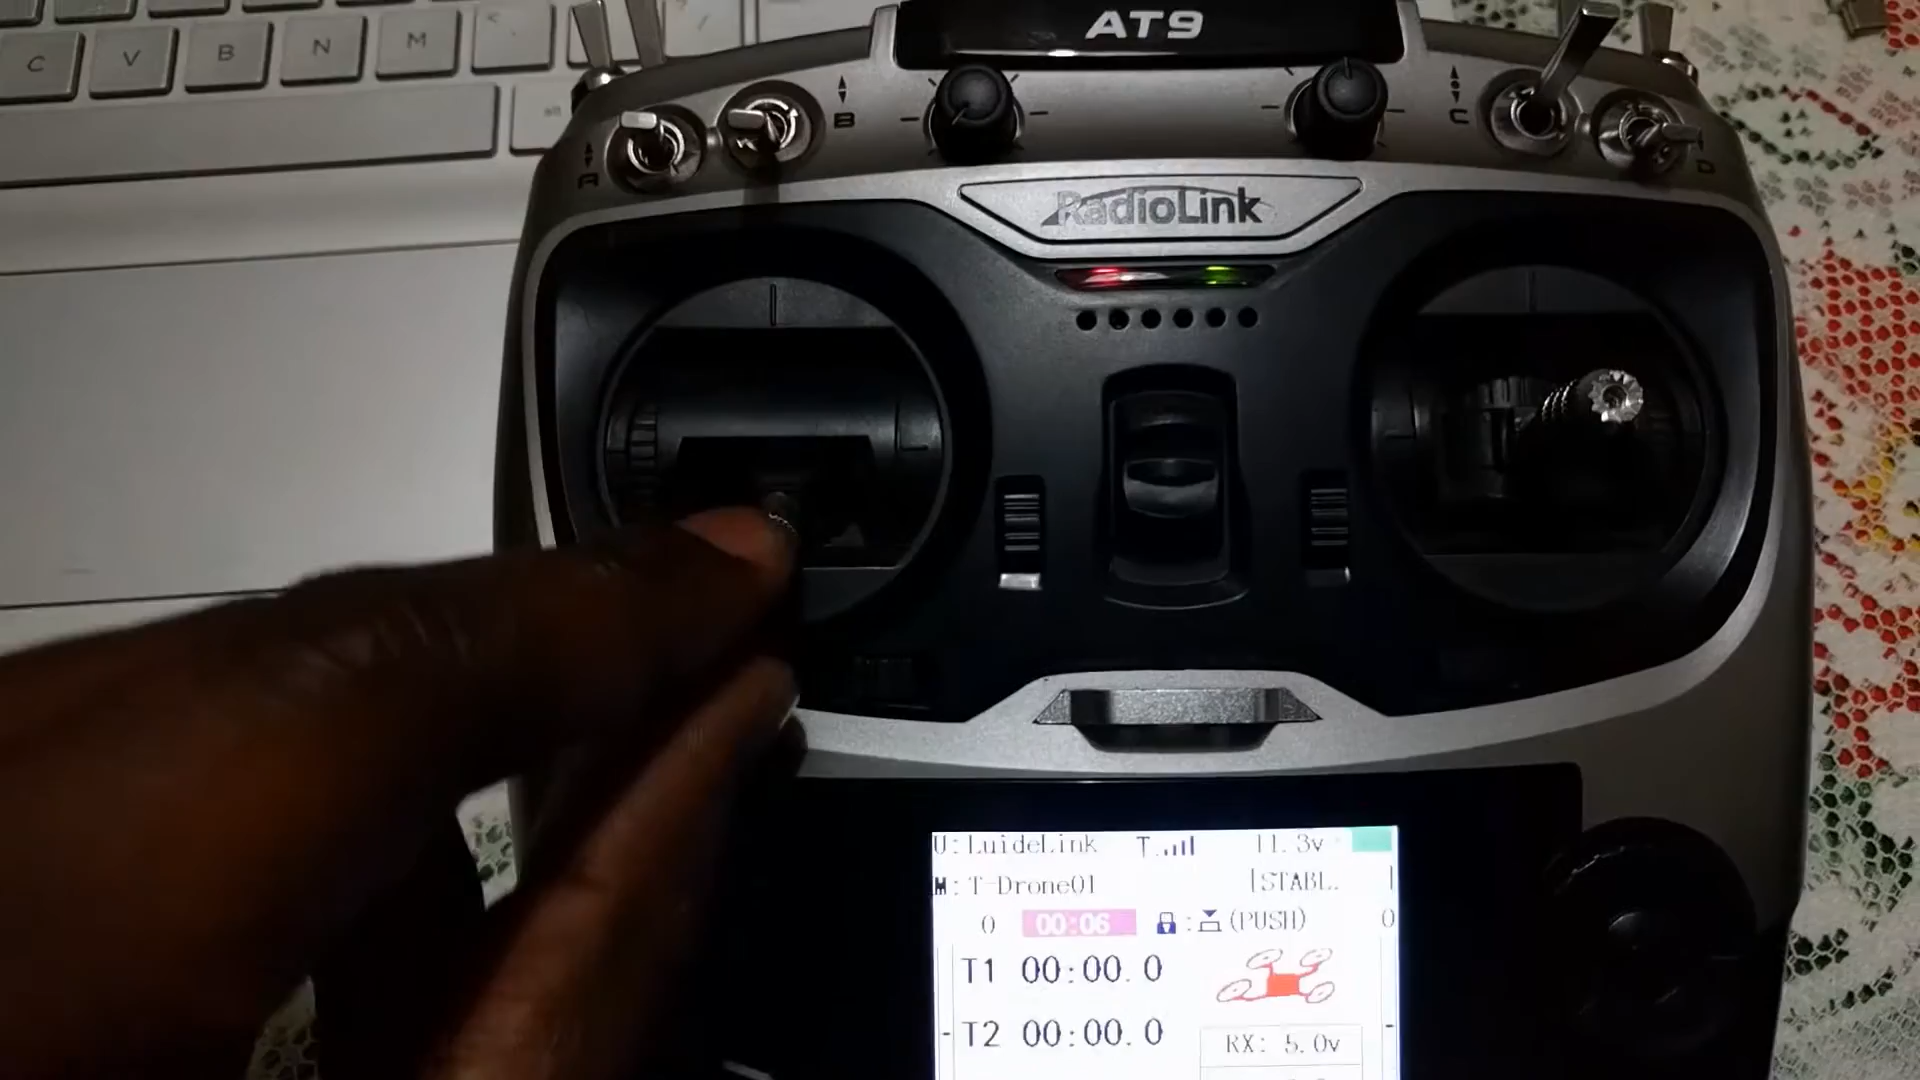 AT9
C V B N M
alt
A B C D
RadioLink
U:LuideLink T 11.3v
M:T-Drone01 STABL.
0 00:06 :(PUSH) 0
T1 00:00.0
T2 00:00.0
RX: 5.0v